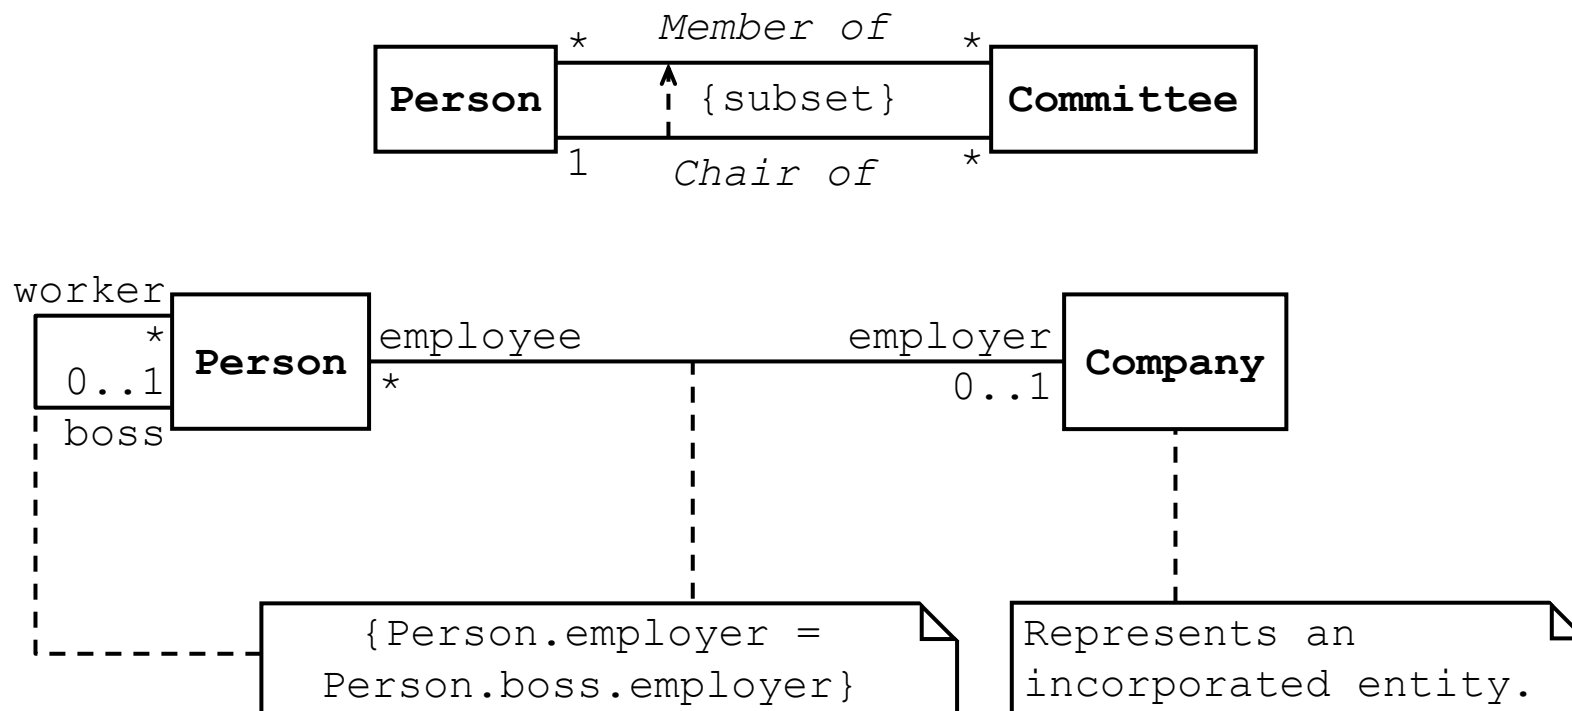 * Member of *
Person {subset} Committee
1 Chair of *
worker
* employee employer
Person Company
0..1 * 0..1
boss
{Person.employer = 
Person.boss.employer}
Represents an
incorporated entity.